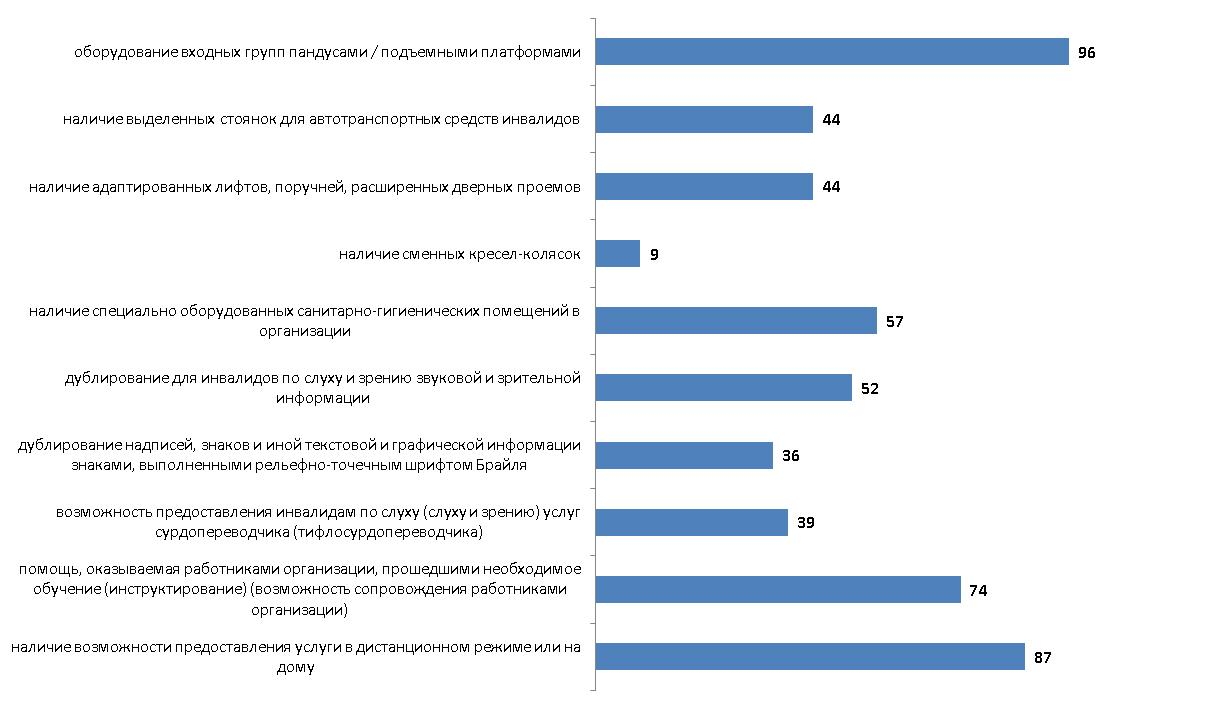 оборудование входных групп пандусами / подъемными платформами
96
наличие выделенных стоянок для автотранспортных средств инвалидов
44
наличие адаптированных лифтов, поручней, расширенных дверных проемов
44
наличие сменных кресел-колясок
9
наличие специально оборудованных санитарно-гигиенических помещений в
организации
57
дублирование для инвалидов по слуху и зрению звуковой и зрительной
информации
52
дублирование надписей, знаков и иной текстовой и графической информации
знаками, выполненными рельефно-точечным шрифтом Брайля
36
возможность предоставления инвалидам по слуху (слуху и зрению) услуг
сурдопереводчика (тифлосурдопереводчика)
39
помощь, оказываемая работниками организации, прошедшими необходимое
обучение (инструктирование) (возможность сопровождения работниками
организации)
74
наличие возможности предоставления услуги в дистанционном режиме или на
дому
87